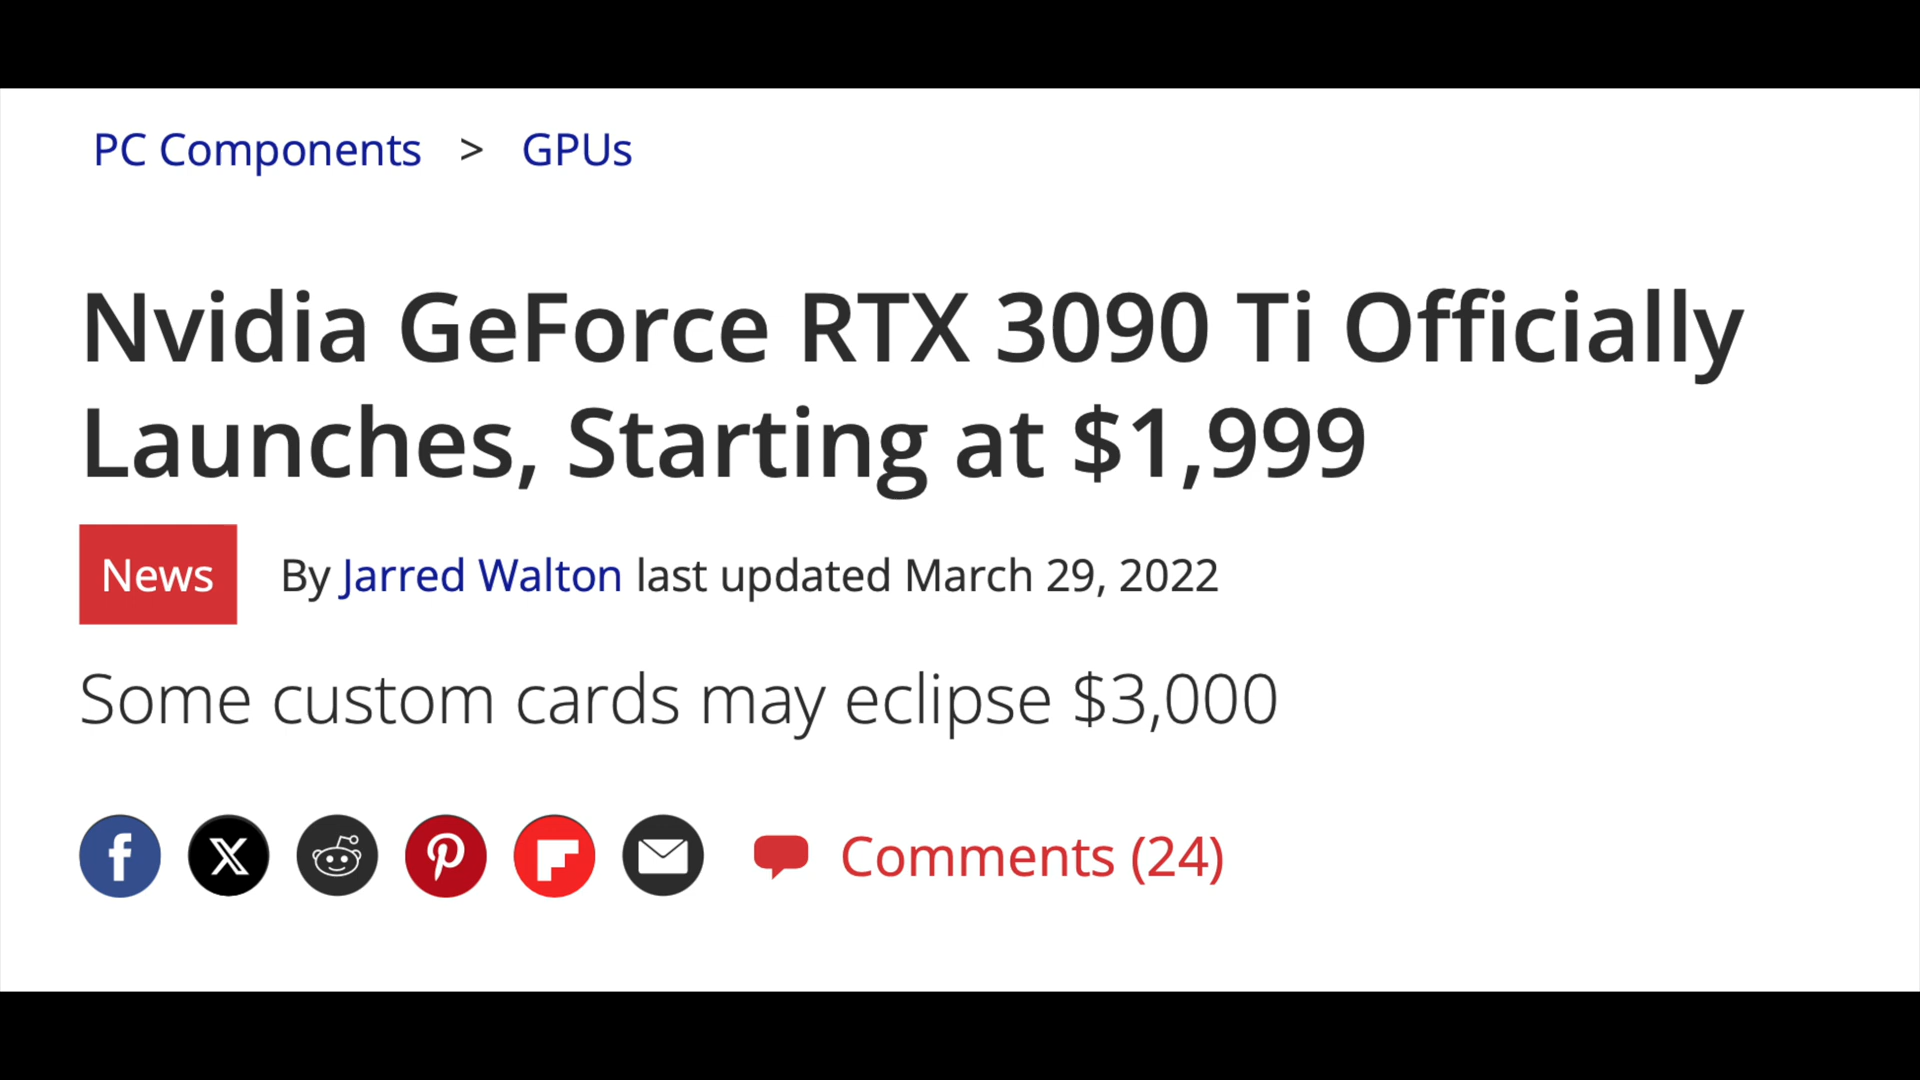 PC Components > GPUs
Nvidia GeForce RTX 3090 Ti Officially
Launches, Starting at $1,999
News By Jarred Walton last updated March 29, 2022
Some custom cards may eclipse $3,000
Comments (24)